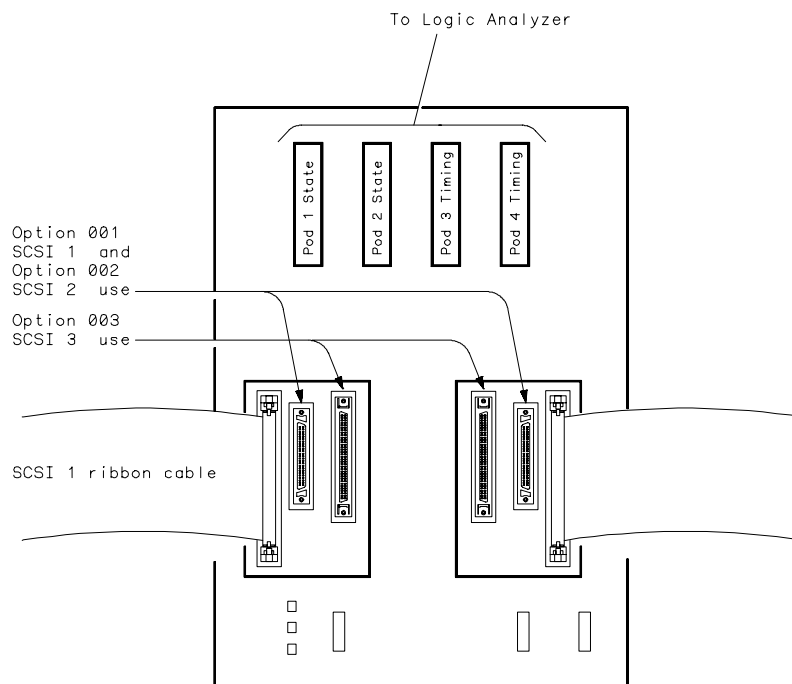 To Logic Analyzer
Pod 1 State
Pod 2 State
Pod 3 Timing
Pod 4 Timing
Option 001
SCSI 1 and
Option 002
SCSI 2 use
Option 003
SCSI 3 use
SCSI 1 ribbon cable